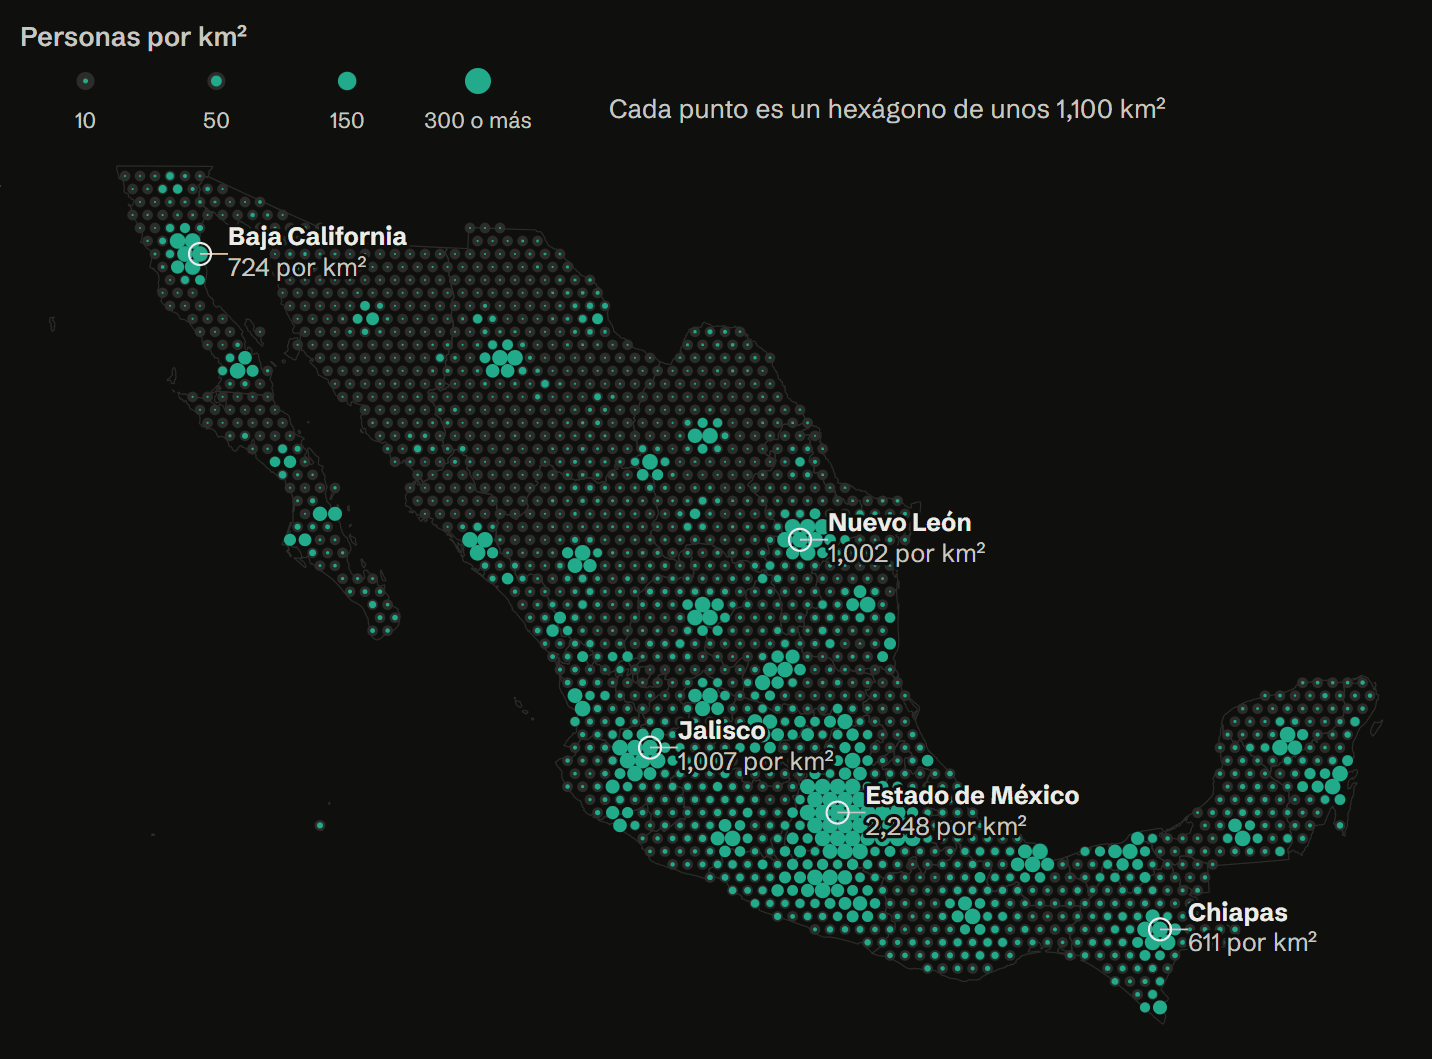 Personas por km²
10
50
150
300 o más
Cada punto es un hexágono de unos 1,100 km²
Baja California
724 por km²
Nuevo León
1,002 por km²
Jalisco
1,007 por km²
Estado de México
2,248 por km²
Chiapas
611 por km²